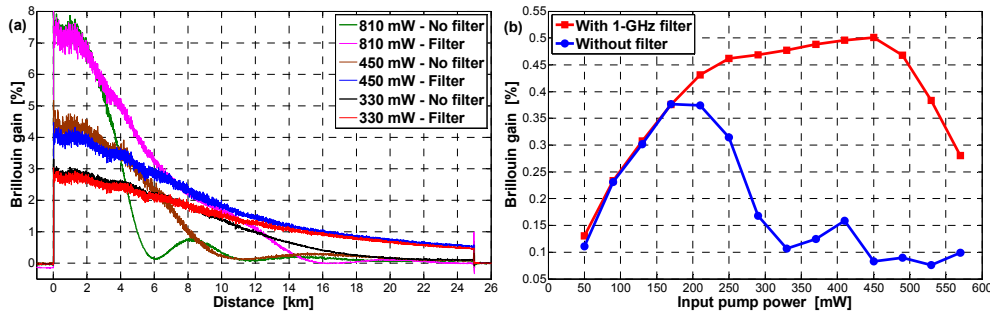 (a)
810 mW - No filter
810 mW - Filter
450 mW - No filter
450 mW - Filter
330 mW - No filter
330 mW - Filter
Brillouin gain [%]
8
7
6
5
4
3
2
1
0
0 2 4 6 8 10 12 14 16 18 20 22 24 26
Distance [km]
(b)
With 1-GHz filter
Without filter
Brillouin gain [%]
0.55
0.5
0.45
0.4
0.35
0.3
0.25
0.2
0.15
0.1
0.05
0 50 100 150 200 250 300 350 400 450 500 550 600
Input pump power [mW]